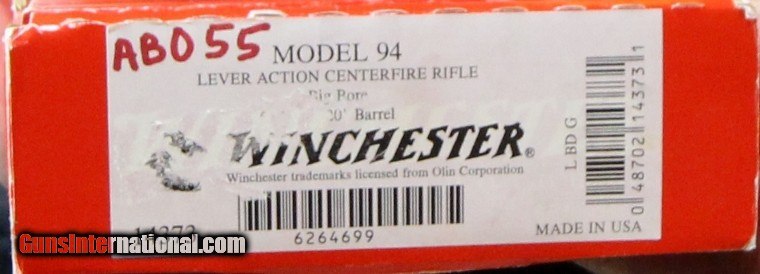 AB055
MODEL 94
LEVER ACTION CENTERFIRE RIFLE
Big Bore
20" Barrel
WINCHESTER®
Winchester trademarks licensed from Olin Corporation
6264699
MADE IN USA
L BD G
0 48702 14373 1
GunsInternational.com